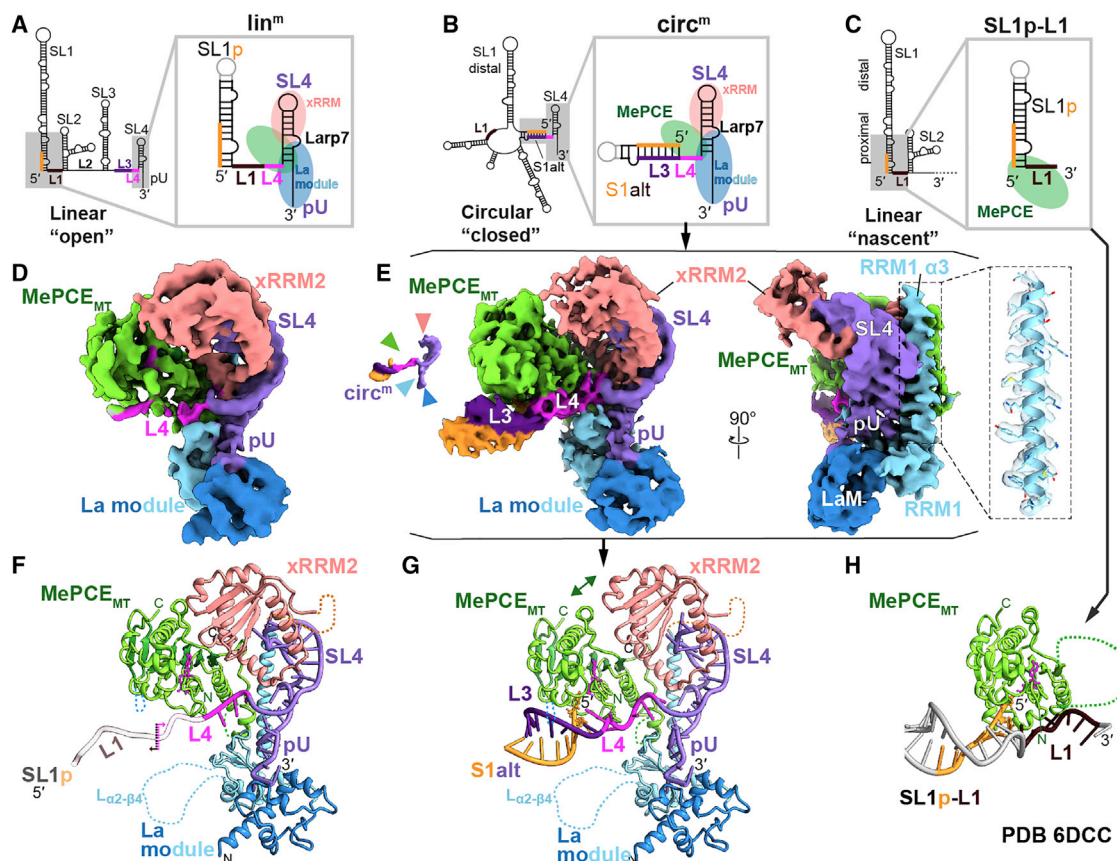 A
linᵐ
SL1
SL2
SL3
SL4
L1
L2
L3
L4
5′
3′
pU
Linear
"open"
SL1p
SL4
xRRM
Larp7
L1
L4
La module
pU
3′
B
circᵐ
SL1
distal
L1
5′
SL4
3′
S1alt
Circular
"closed"
SL4
xRRM
MePCE
5′
Larp7
L3
L4
S1alt
La module
pU
3′
C
SL1p-L1
SL1
distal
proximal
SL2
5′
L1
3′
Linear
"nascent"
SL1p
5′
L1
3′
MePCE
D
MePCE_MT
xRRM2
SL4
L4
pU
La module
E
circᵐ
MePCE_MT
xRRM2
SL4
L3
L4
pU
La module
90°
RRM1 α3
SL4
MePCE_MT
pU
LaM
RRM1
F
MePCE_MT
xRRM2
C
C
N
SL4
L1
L4
SL1p
5′
pU
3′
Lα2-β4
La
module
N
G
MePCE_MT
xRRM2
C
C
N
SL4
L3
5′
L4
S1alt
pU
3′
Lα2-β4
La
module
N
H
MePCE_MT
C
5′
N
L1
3′
SL1p-L1
PDB 6DCC